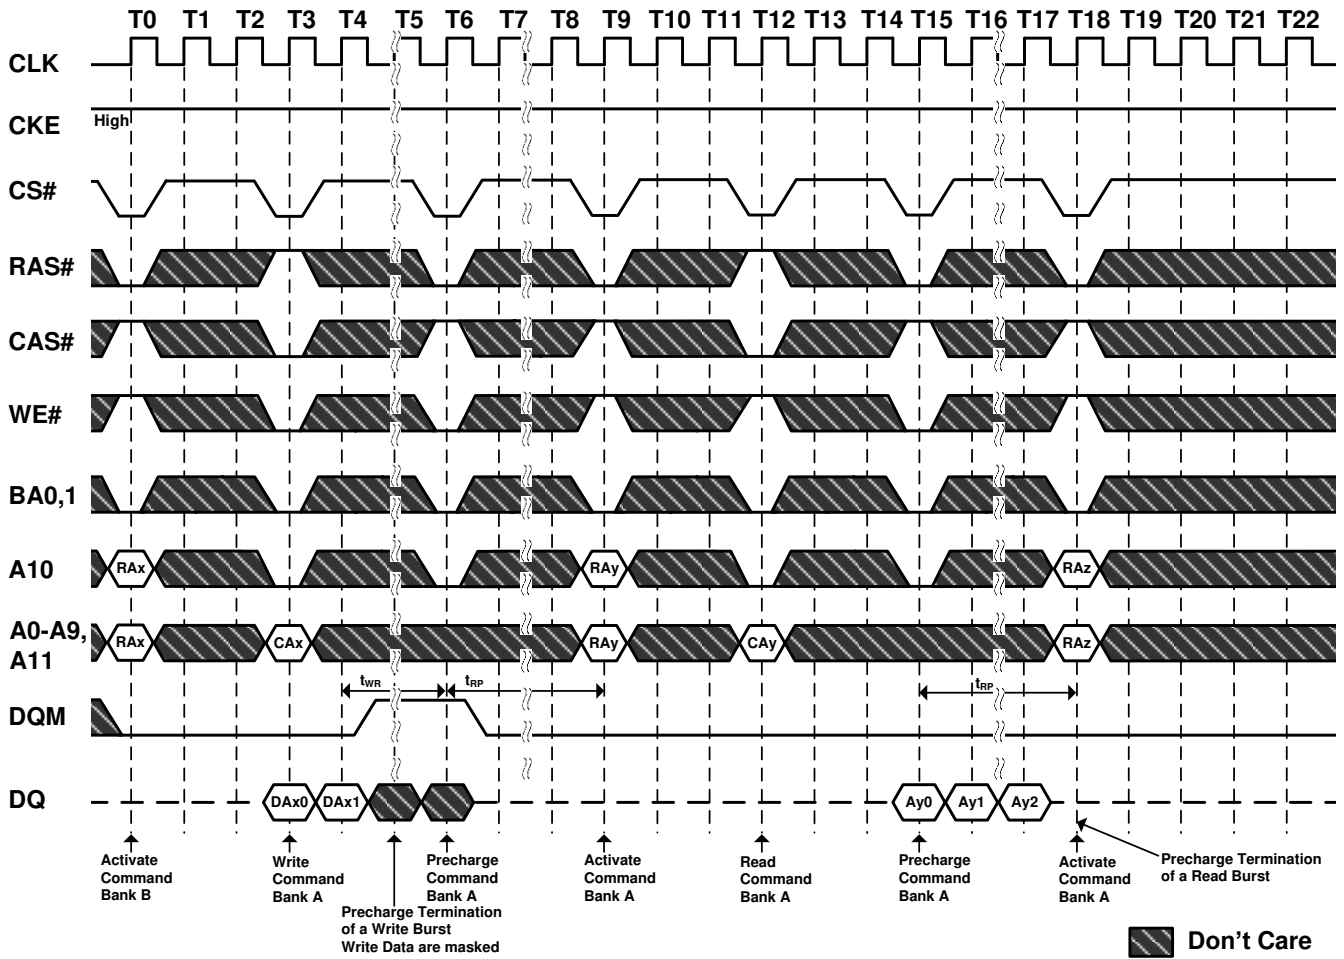 T0 T1 T2 T3 T4 T5 T6 T7 T8 T9 T10 T11 T12 T13 T14 T15 T16 T17 T18 T19 T20 T21 T22
CLK
CKE
High
CS#
RAS#
CAS#
WE#
BA0,1
A10
RAx RAy RAz
A0-A9,
A11
RAx CAx RAy CAy RAz
tWR tRP tRP
DQM
DQ
DAx0 DAx1 Ay0 Ay1 Ay2
Activate
Command
Bank B
Write
Command
Bank A
Precharge Termination
of a Write Burst
Write Data are masked
Precharge
Command
Bank A
Activate
Command
Bank A
Read
Command
Bank A
Precharge
Command
Bank A
Activate
Command
Bank A
Precharge Termination
of a Read Burst
Don't Care